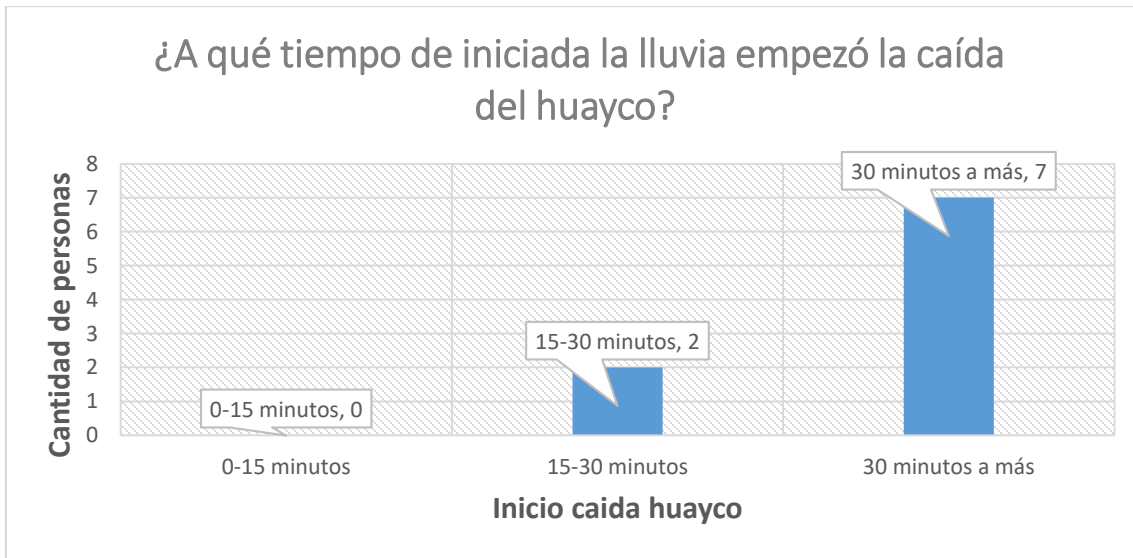 ¿A qué tiempo de iniciada la lluvia empezó la caída
del huayco?
Cantidad de personas
8
7
6
5
4
3
2
1
0
0-15 minutos, 0
15-30 minutos, 2
30 minutos a más, 7
0-15 minutos
15-30 minutos
30 minutos a más
Inicio caida huayco